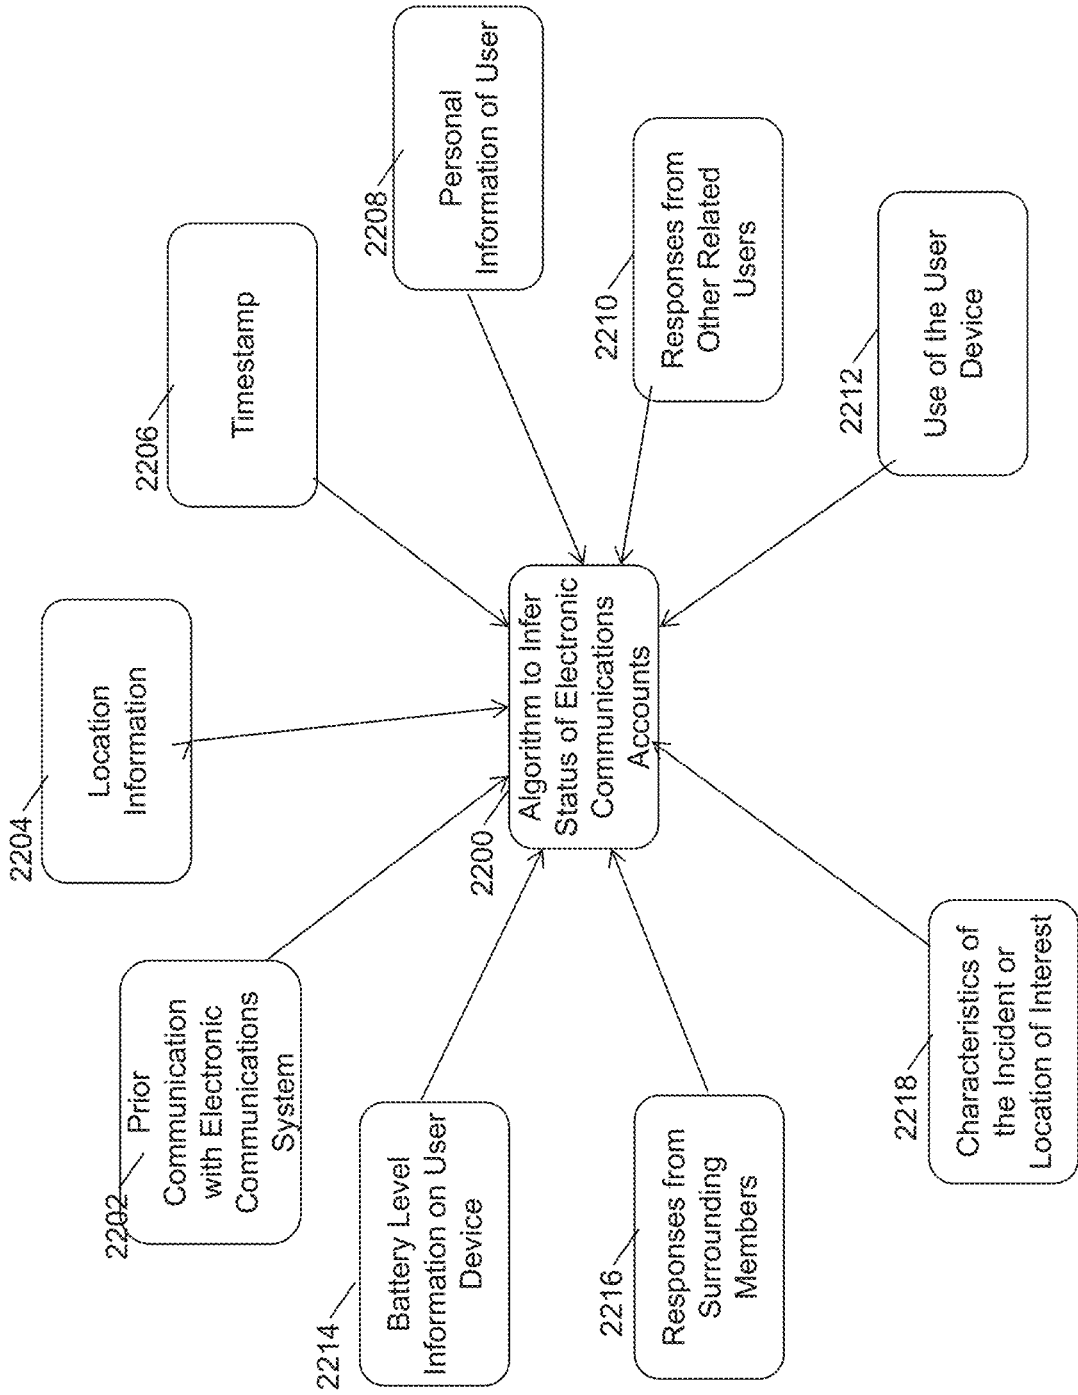 2204
Location
Information
2206
Timestamp
2202
Prior
Communication
with Electronic
Communications
System
2208
Personal
Information of User
2214
Battery Level
Information on User
Device
2200
Algorithm to Infer
Status of Electronic
Communications
Accounts
2210
Responses from
Other Related
Users
2216
Responses from
Surrounding
Members
2212
Use of the User
Device
2218
Characteristics of
the Incident or
Location of Interest